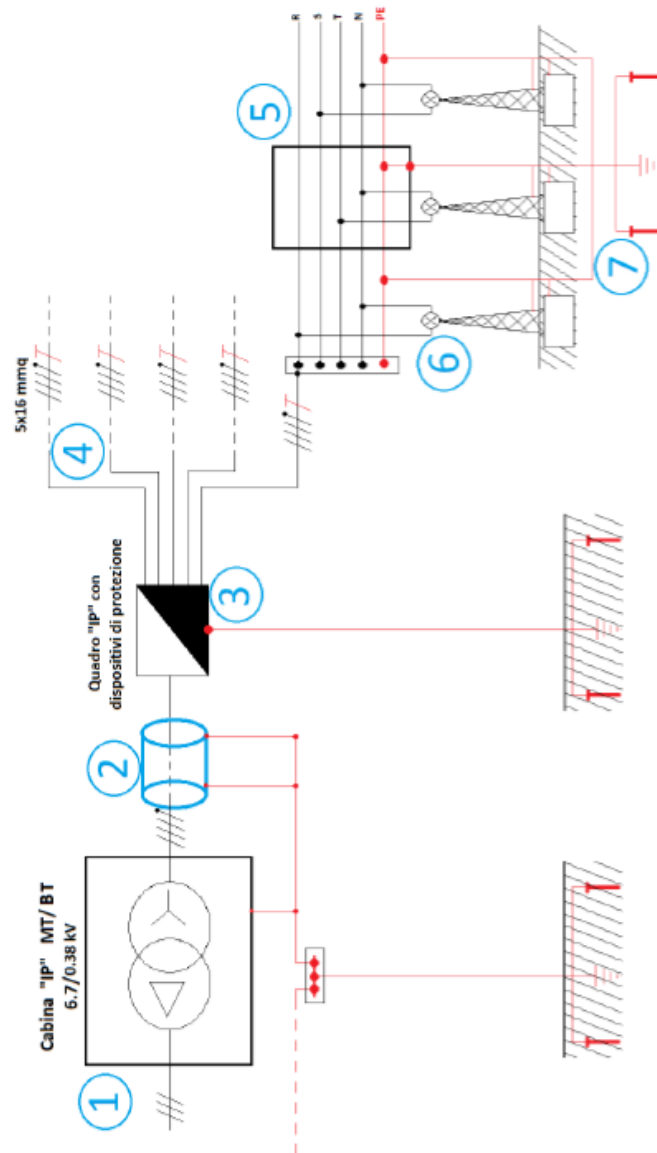 Cabina "IP" MT/BT
6.7/0.38 kV
Quadro "IP" con
dispositivi di protezione
5x16 mmq
R
S
T
N
PE
1
2
3
4
5
6
7